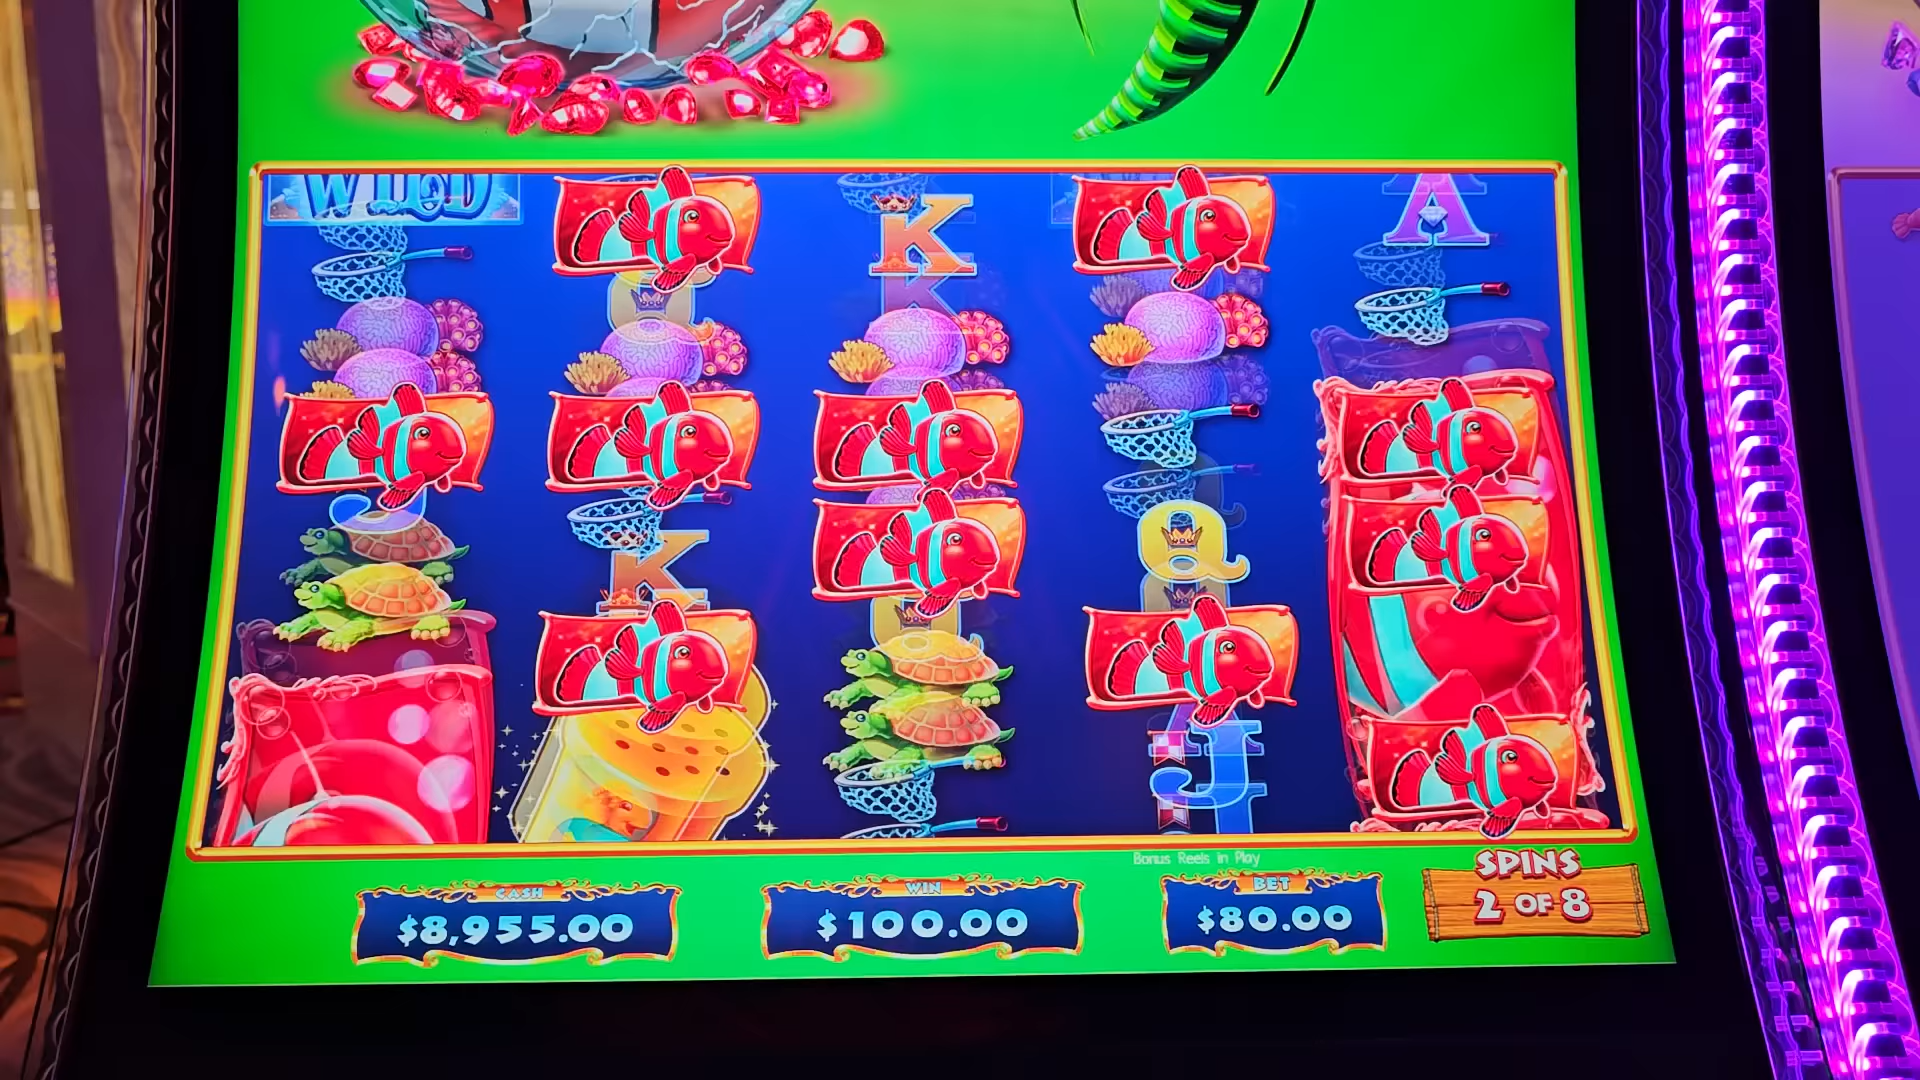 WILD
K
A
K
Q
K
Q
Q
J
J
Bonus Reels in Play
CASH
$8,955.00
WIN
$100.00
BET
$80.00
SPINS
2 OF 8